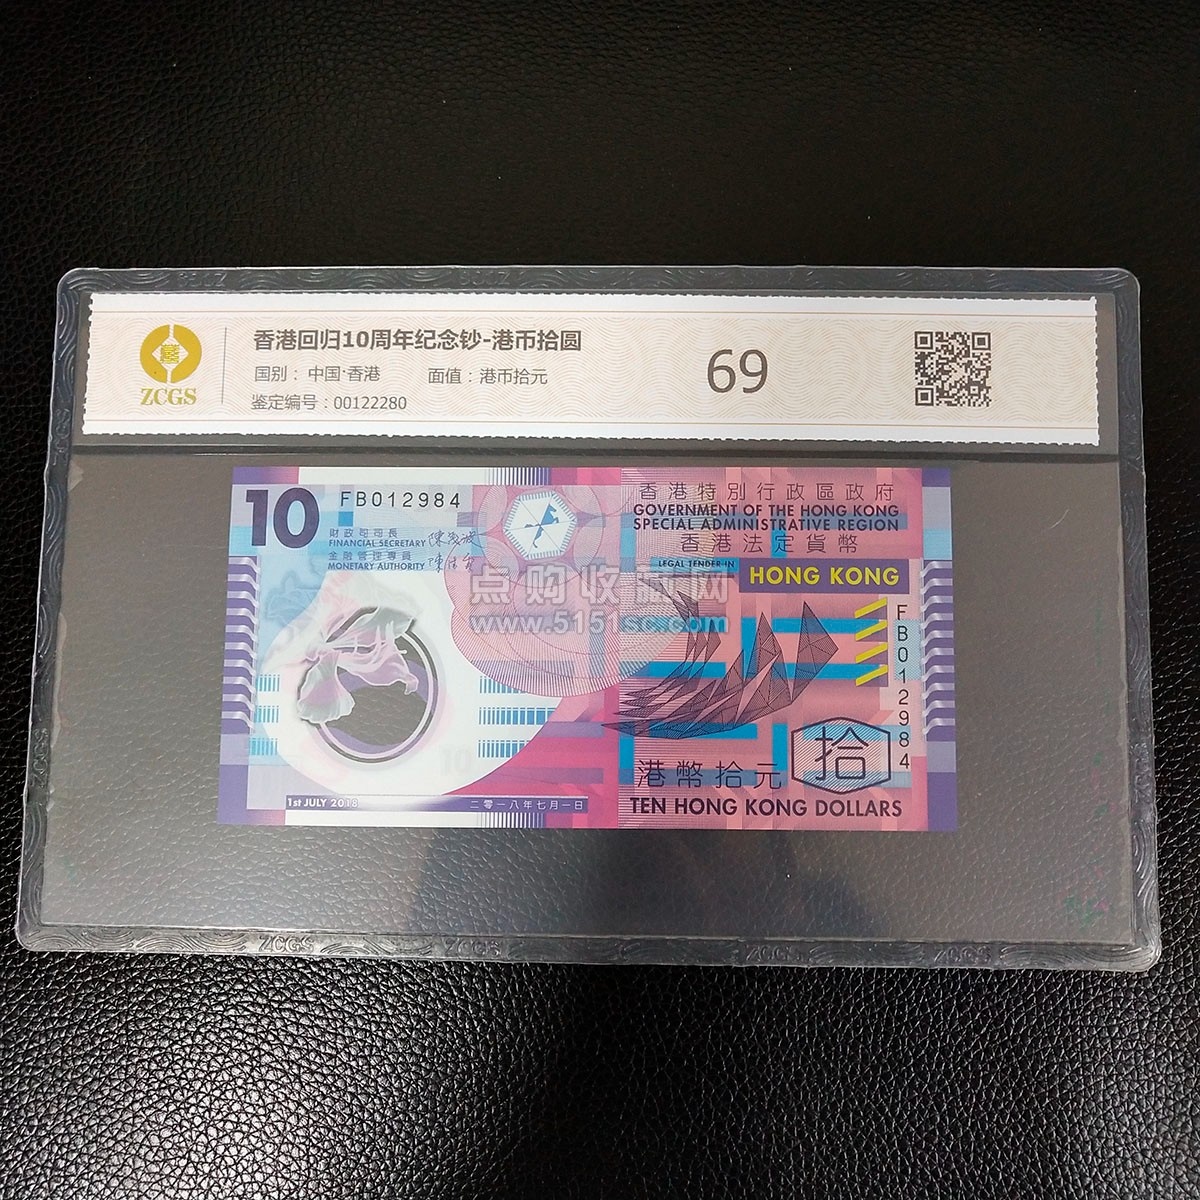 ZCGS
香港回归10周年纪念钞-港币拾圆
国别： 中国·香港 面值：港币拾元
鉴定编号：00122280
69
10
FB012984
財政司司長
FINANCIAL SECRETARY
金融管理專員
MONETARY AUTHORITY
香港特別行政區政府
GOVERNMENT OF THE HONG KONG
SPECIAL ADMINISTRATIVE REGION
香港法定貨幣
LEGAL TENDER IN
HONG KONG
点购收藏网
www.5151sc.com
FB012984
10
港幣拾元
拾
1st JULY 2018
二零一八年七月一日
TEN HONG KONG DOLLARS
ZCGS
ZCGS
ZCGS
ZCGS